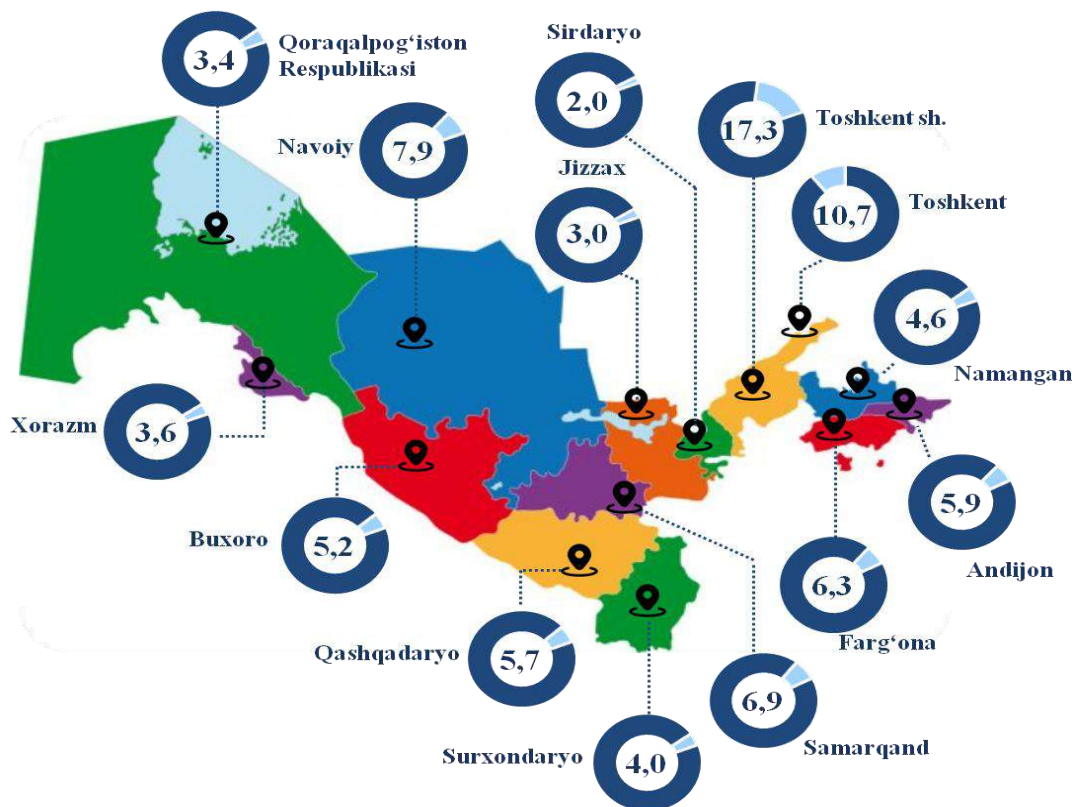 3,4
Qoraqalpog‘iston
Respublikasi
Navoiy
7,9
Sirdaryo
2,0
Jizzax
3,0
17,3
Toshkent sh.
10,7
Toshkent
4,6
Namangan
Xorazm
3,6
Buxoro
5,2
5,9
Andijon
6,3
Farg‘ona
Qashqadaryo
5,7
6,9
Samarqand
Surxondaryo
4,0